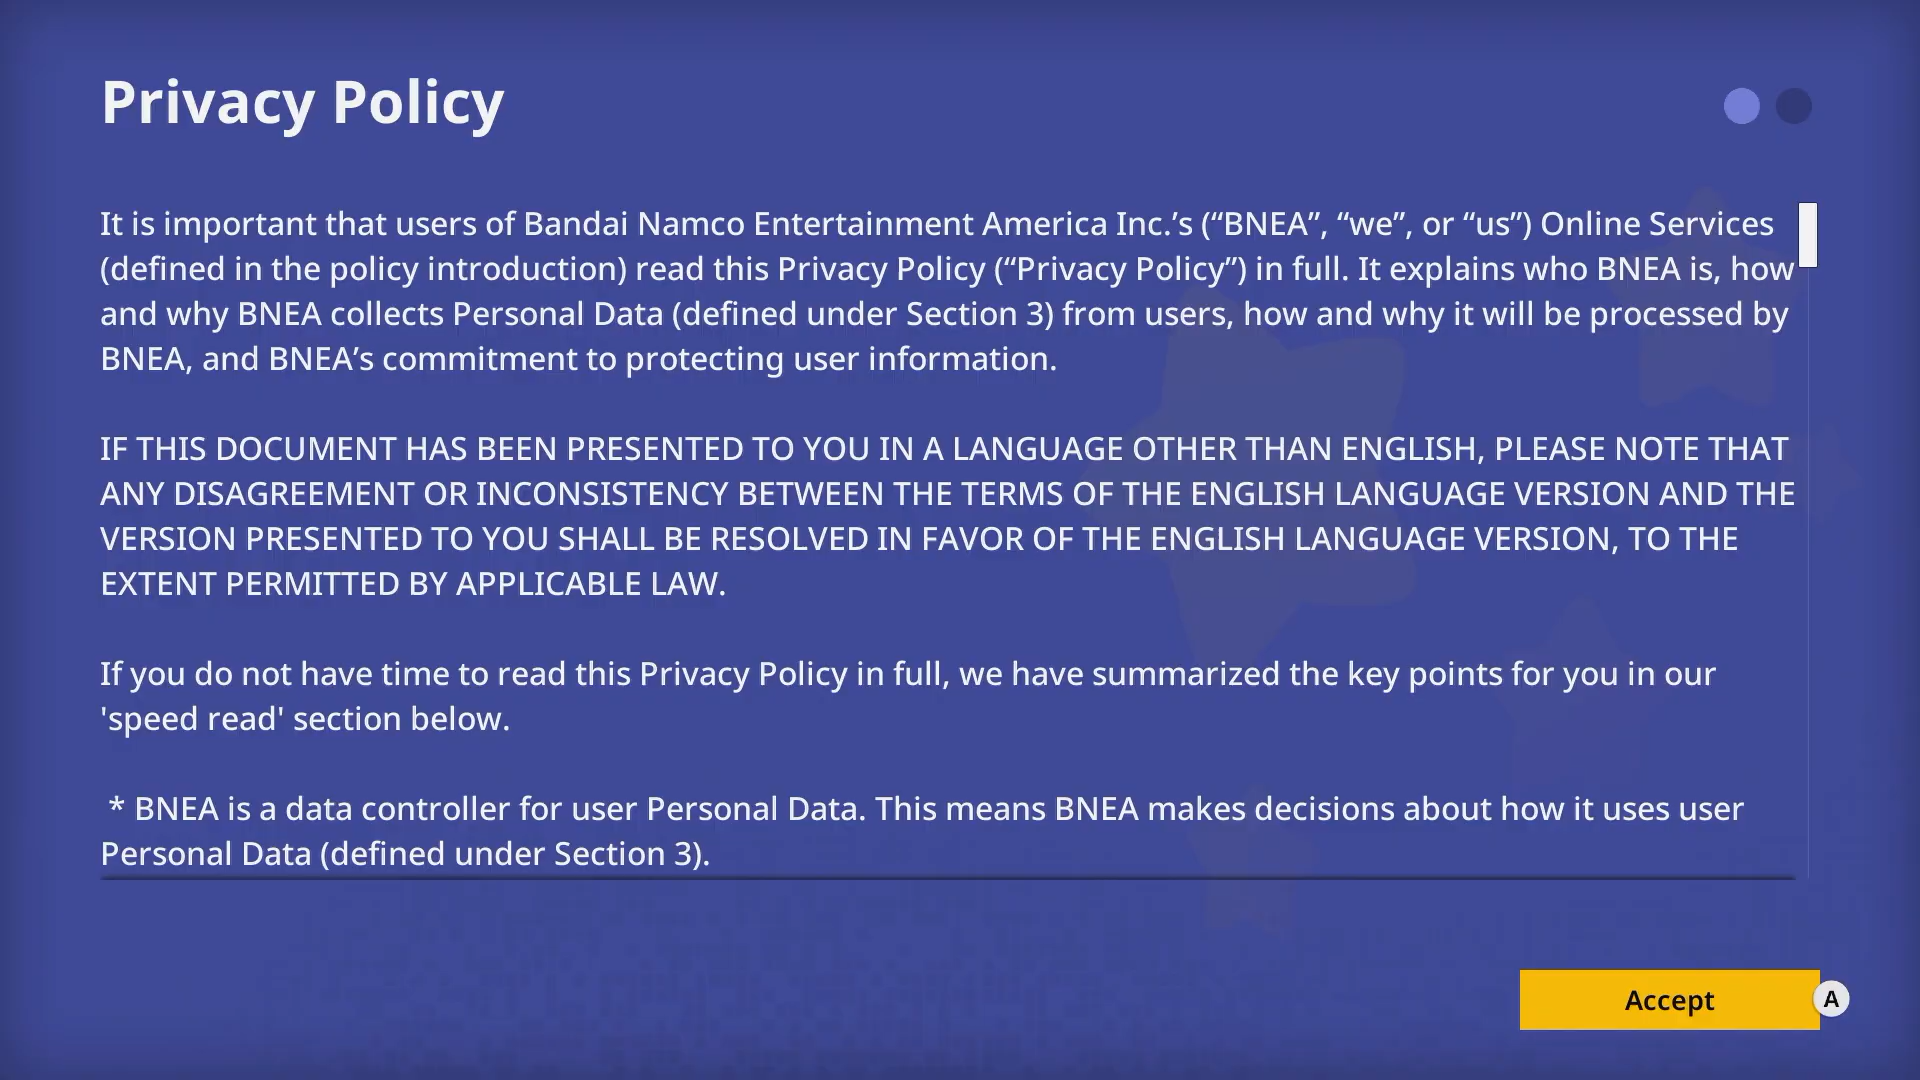 Privacy Policy
It is important that users of Bandai Namco Entertainment America Inc.’s (“BNEA”, “we”, or “us”) Online Services
(defined in the policy introduction) read this Privacy Policy (“Privacy Policy”) in full. It explains who BNEA is, how
and why BNEA collects Personal Data (defined under Section 3) from users, how and why it will be processed by
BNEA, and BNEA’s commitment to protecting user information.
IF THIS DOCUMENT HAS BEEN PRESENTED TO YOU IN A LANGUAGE OTHER THAN ENGLISH, PLEASE NOTE THAT
ANY DISAGREEMENT OR INCONSISTENCY BETWEEN THE TERMS OF THE ENGLISH LANGUAGE VERSION AND THE
VERSION PRESENTED TO YOU SHALL BE RESOLVED IN FAVOR OF THE ENGLISH LANGUAGE VERSION, TO THE
EXTENT PERMITTED BY APPLICABLE LAW.
If you do not have time to read this Privacy Policy in full, we have summarized the key points for you in our
'speed read' section below.
* BNEA is a data controller for user Personal Data. This means BNEA makes decisions about how it uses user
Personal Data (defined under Section 3).
Accept A